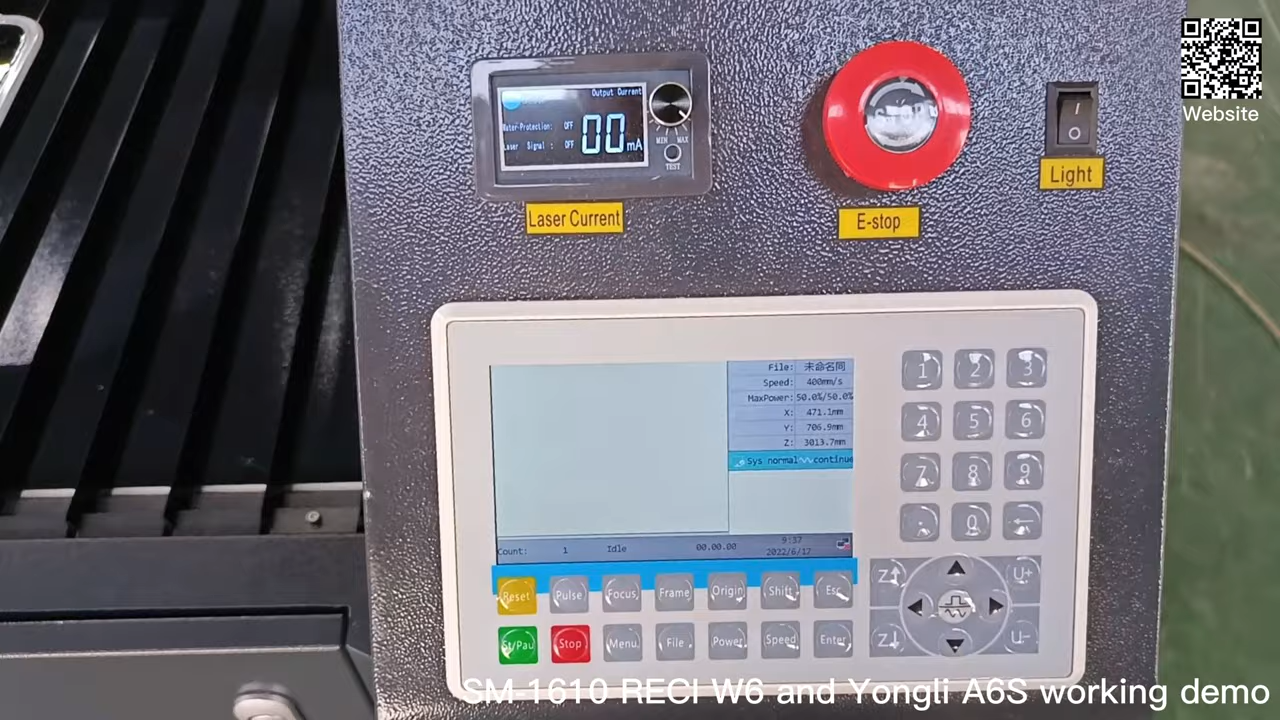 Website
Output Current
Water-Protection: OFF
Laser Signal : OFF
00 mA
MIN MAX
TEST
STOP
Laser Current
E-stop
Light
File: 未命名同
Speed: 400mm/s
MaxPower: 50.0%/50.0%
X: 471.1mm
Y: 706.9mm
Z: 3013.7mm
Sys normal continue
Count: 1 Idle 00.00.00 9:37
2022/6/17
1 2 3
4 5 6
7 8 9
. 0 ←
Reset Pulse Focus Frame Origin Shift Esc
St/Pau Stop Menu File Power Speed Enter
Z↑ U+
Z↓ U-
SM-1610 RECI W6 and Yongli A6S working demo